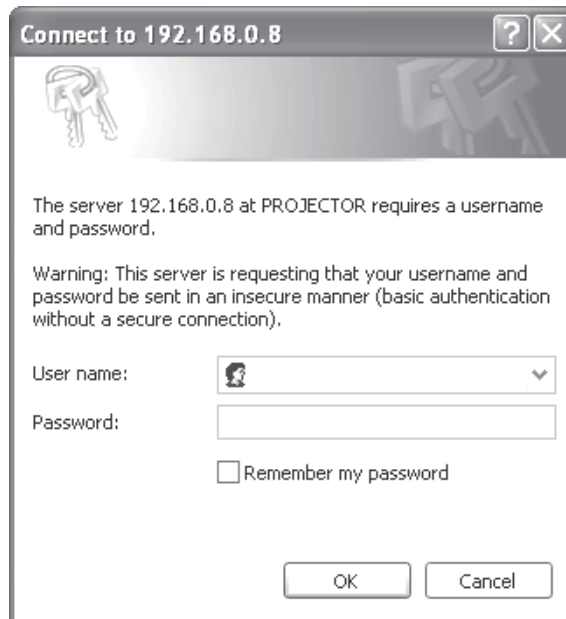 Connect to 192.168.0.8
The server 192.168.0.8 at PROJECTOR requires a username
and password.
Warning: This server is requesting that your username and
password be sent in an insecure manner (basic authentication
without a secure connection).
User name:
Password:
Remember my password
OK
Cancel